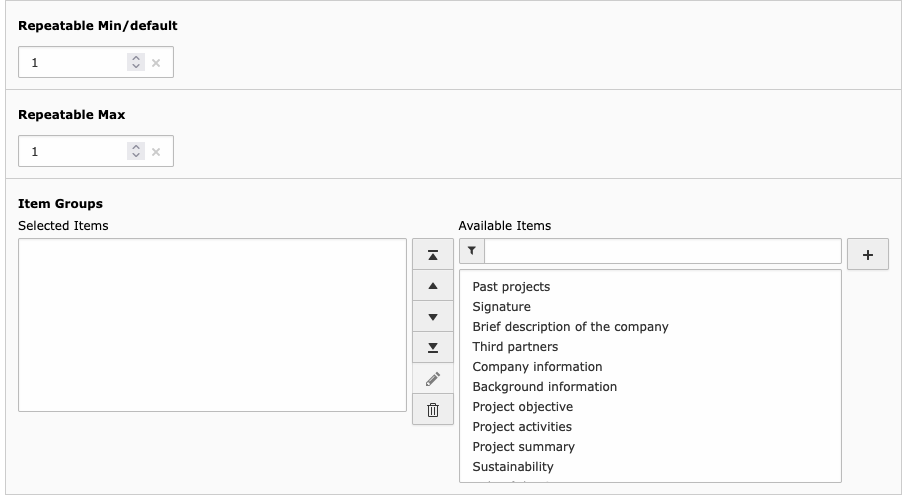 Repeatable Min/default
1
Repeatable Max
1
Item Groups
Selected Items
Available Items
Past projects
Signature
Brief description of the company
Third partners
Company information
Background information
Project objective
Project activities
Project summary
Sustainability